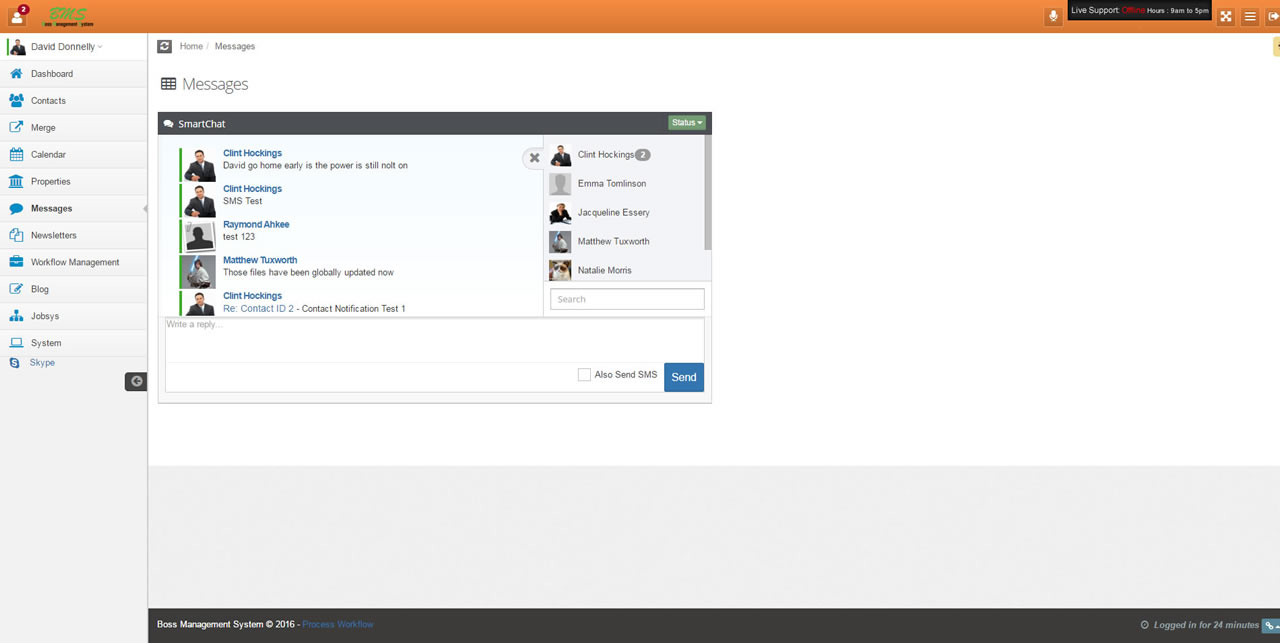 2
BMS
Boss Management System
Live Support: Offline Hours : 9am to 5pm
David Donnelly
Home / Messages
Dashboard
Contacts
Merge
Calendar
Properties
Messages
Newsletters
Workflow Management
Blog
Jobsys
System
Skype
Messages
SmartChat
Status
Clint Hockings
David go home early is the power is still nolt on
Clint Hockings
SMS Test
Raymond Ahkee
test 123
Matthew Tuxworth
Those files have been globally updated now
Clint Hockings
Re: Contact ID 2 - Contact Notification Test 1
Clint Hockings 2
Emma Tomlinson
Jacqueline Essery
Matthew Tuxworth
Natalie Morris
Search
Write a reply...
Also Send SMS
Send
Boss Management System © 2016 - Process Workflow
Logged in for 24 minutes